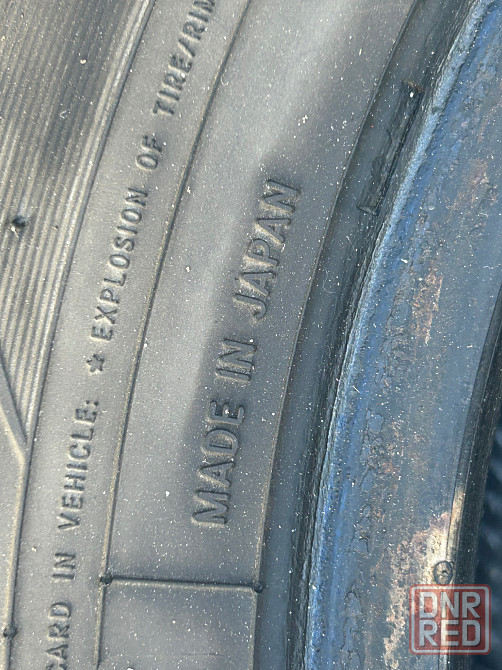 CARD IN VEHICLE:
★ EXPLOSION OF TIRE/RIM
MADE IN JAPAN
DNR
RED